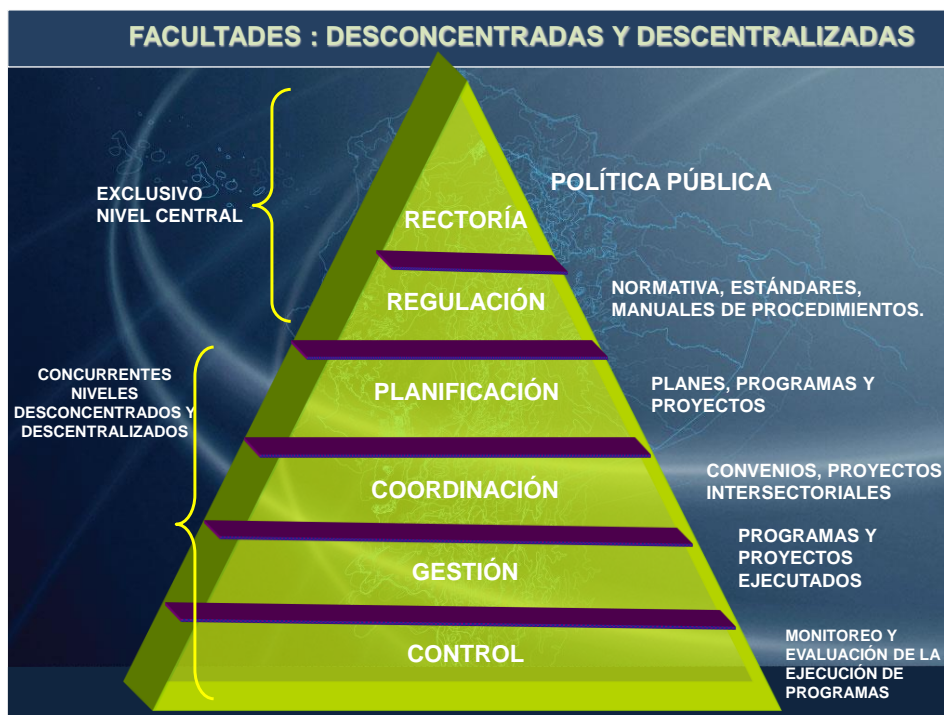 FACULTADES : DESCONCENTRADAS Y DESCENTRALIZADAS
EXCLUSIVO
NIVEL CENTRAL
RECTORÍA
POLÍTICA PÚBLICA
REGULACIÓN
NORMATIVA, ESTÁNDARES,
MANUALES DE PROCEDIMIENTOS.
CONCURRENTES
NIVELES
DESCONCENTRADOS Y
DESCENTRALIZADOS
PLANIFICACIÓN
PLANES, PROGRAMAS Y
PROYECTOS
COORDINACIÓN
CONVENIOS, PROYECTOS
INTERSECTORIALES
GESTIÓN
PROGRAMAS Y
PROYECTOS
EJECUTADOS
CONTROL
MONITOREO Y
EVALUACIÓN DE LA
EJECUCIÓN DE
PROGRAMAS